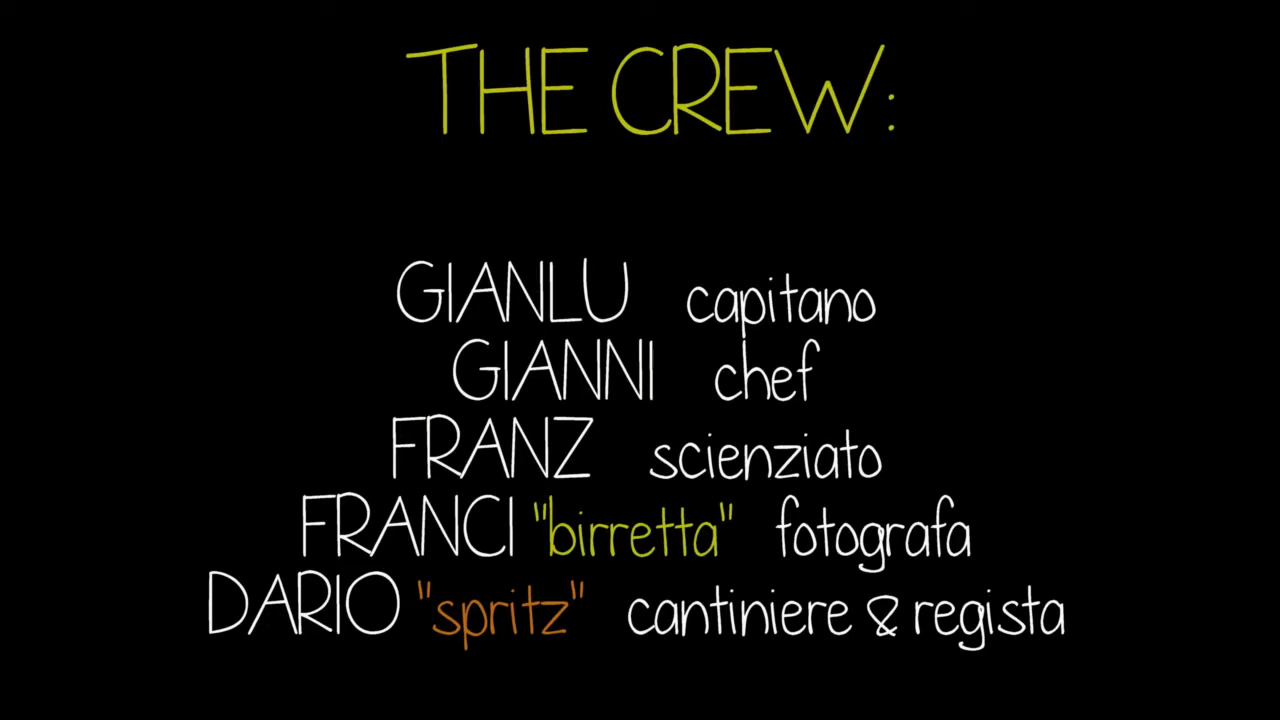 THE CREW:
GIANLU capitano
GIANNI chef
FRANZ scienziato
FRANCI "birretta" fotografa
DARIO "spritz" cantiniere & regista